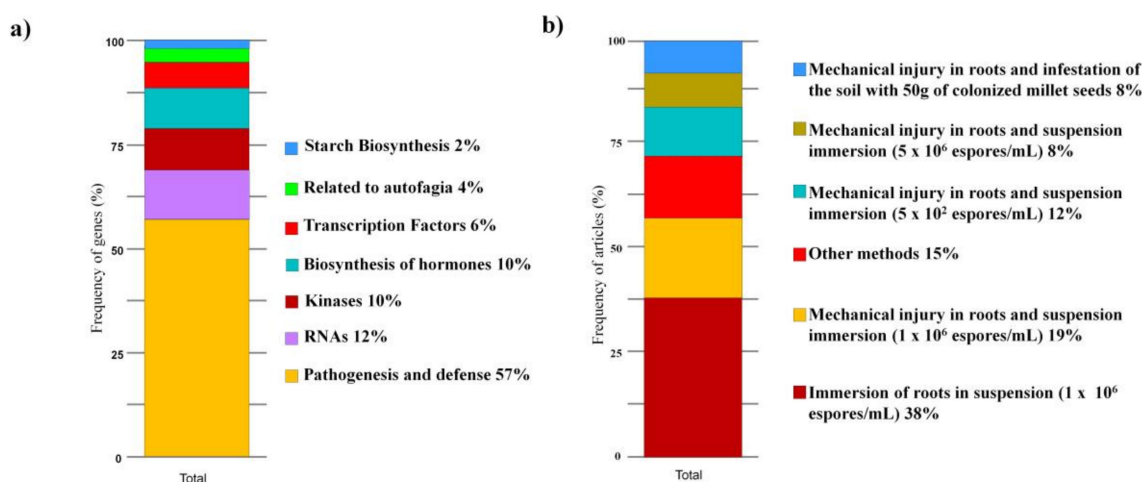 a)
100
75
50
25
0
Frequency of genes (%)
Total
Starch Biosynthesis 2%
Related to autofagia 4%
Transcription Factors 6%
Biosynthesis of hormones 10%
Kinases 10%
RNAs 12%
Pathogenesis and defense 57%
b)
100
75
50
25
0
Frequency of articles (%)
Total
Mechanical injury in roots and infestation of
the soil with 50g of colonized millet seeds 8%
Mechanical injury in roots and suspension
immersion (5 x 10⁶ espores/mL) 8%
Mechanical injury in roots and suspension
immersion (5 x 10² espores/mL) 12%
Other methods 15%
Mechanical injury in roots and suspension
immersion (1 x 10⁶ espores/mL) 19%
Immersion of roots in suspension (1 x 10⁶
espores/mL) 38%